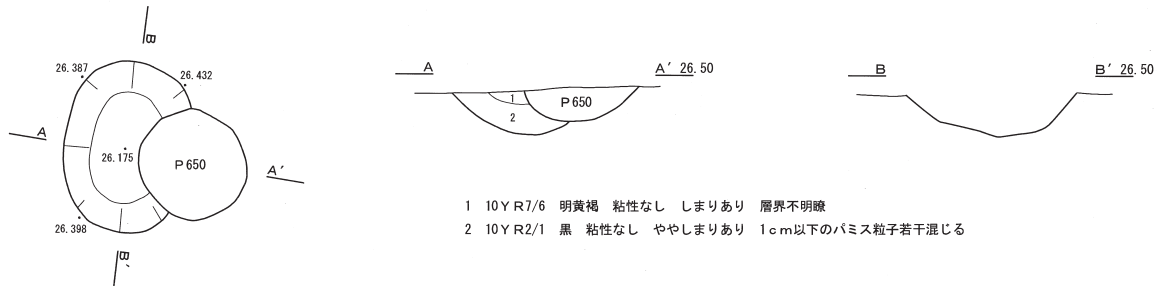 B
26.387
26.432
A
26.175
P650
A'
26.398
B'
A
A' 26.50
1
P650
2
B
B' 26.50
1 10YR7/6 明黄褐 粘性なし しまりあり 層界不明瞭
2 10YR2/1 黒 粘性なし ややしまりあり 1cm以下のパミス粒子若干混じる